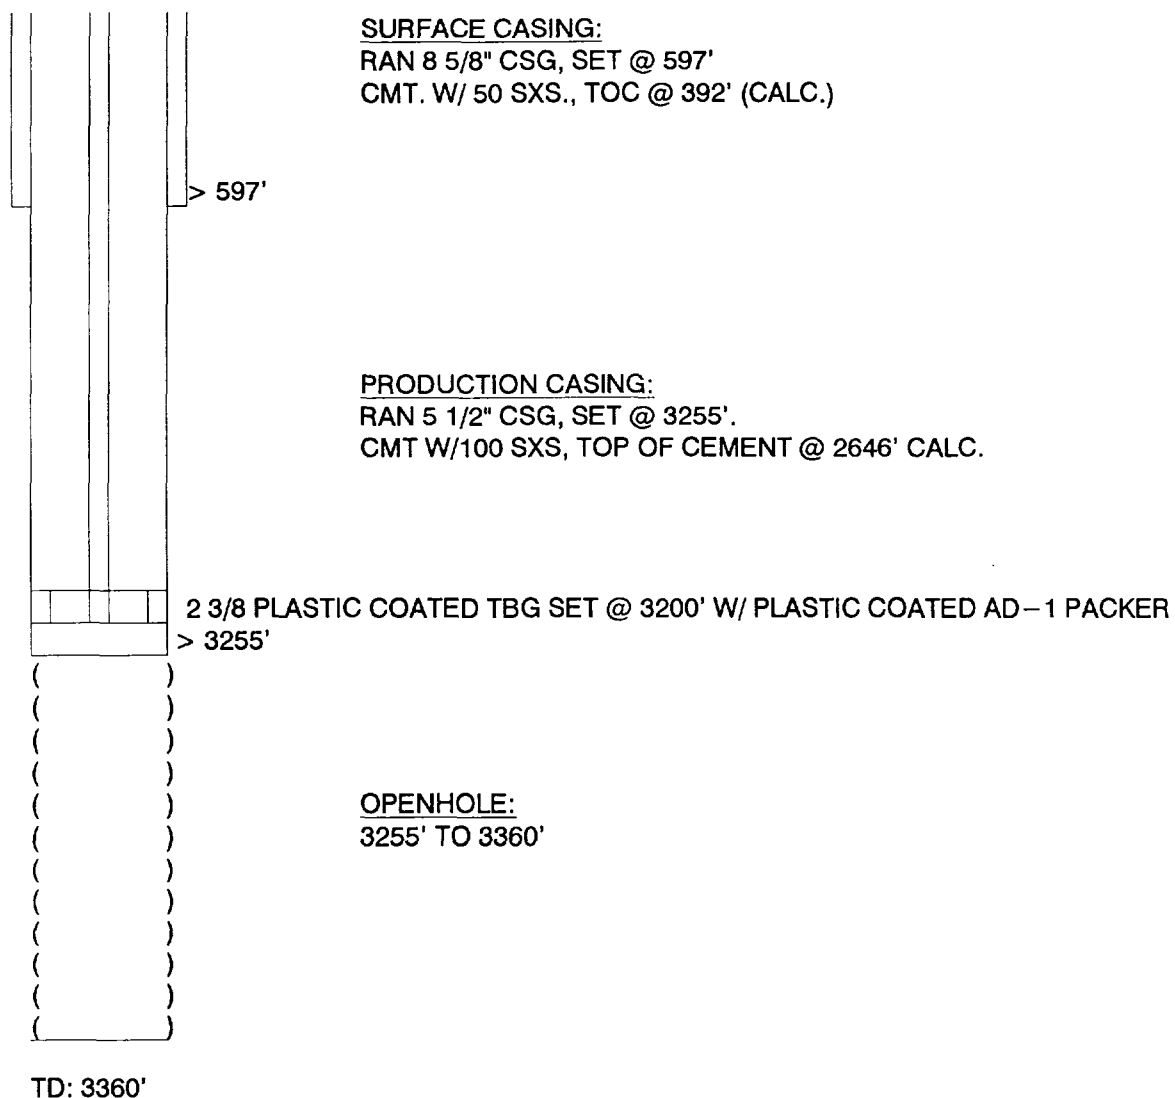 SURFACE CASING:
RAN 8 5/8" CSG, SET @ 597'
CMT. W/ 50 SXS., TOC @ 392' (CALC.)
> 597'
PRODUCTION CASING:
RAN 5 1/2" CSG, SET @ 3255'.
CMT W/100 SXS, TOP OF CEMENT @ 2646' CALC.
2 3/8 PLASTIC COATED TBG SET @ 3200' W/ PLASTIC COATED AD-1 PACKER
> 3255'
OPENHOLE:
3255' TO 3360'
TD: 3360'